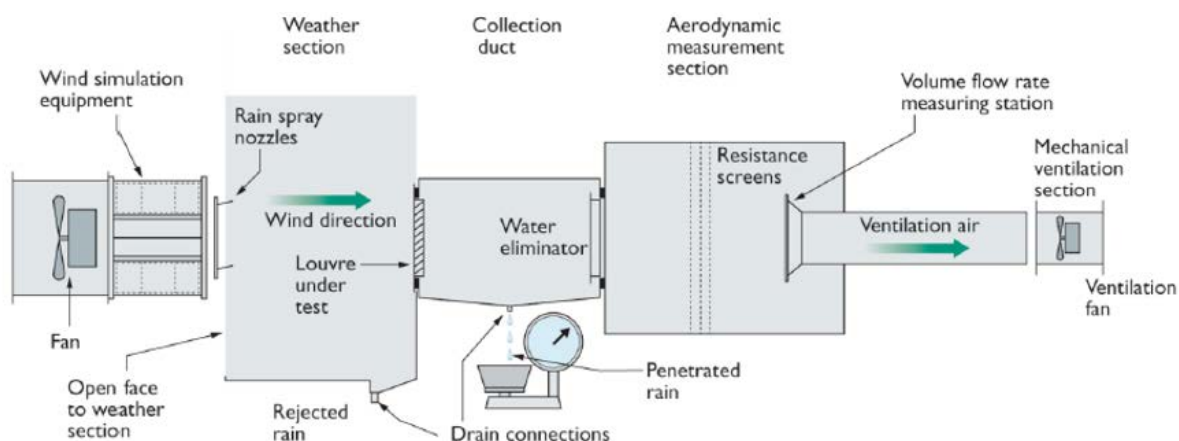 Weather
section
Collection
duct
Aerodynamic
measurement
section
Wind simulation
equipment
Rain spray
nozzles
Volume flow rate
measuring station
Resistance
screens
Mechanical
ventilation
section
Wind direction
Water
eliminator
Ventilation air
Louvre
under
test
Fan
Ventilation
fan
Open face
to weather
section
Rejected
rain
Drain connections
Penetrated
rain